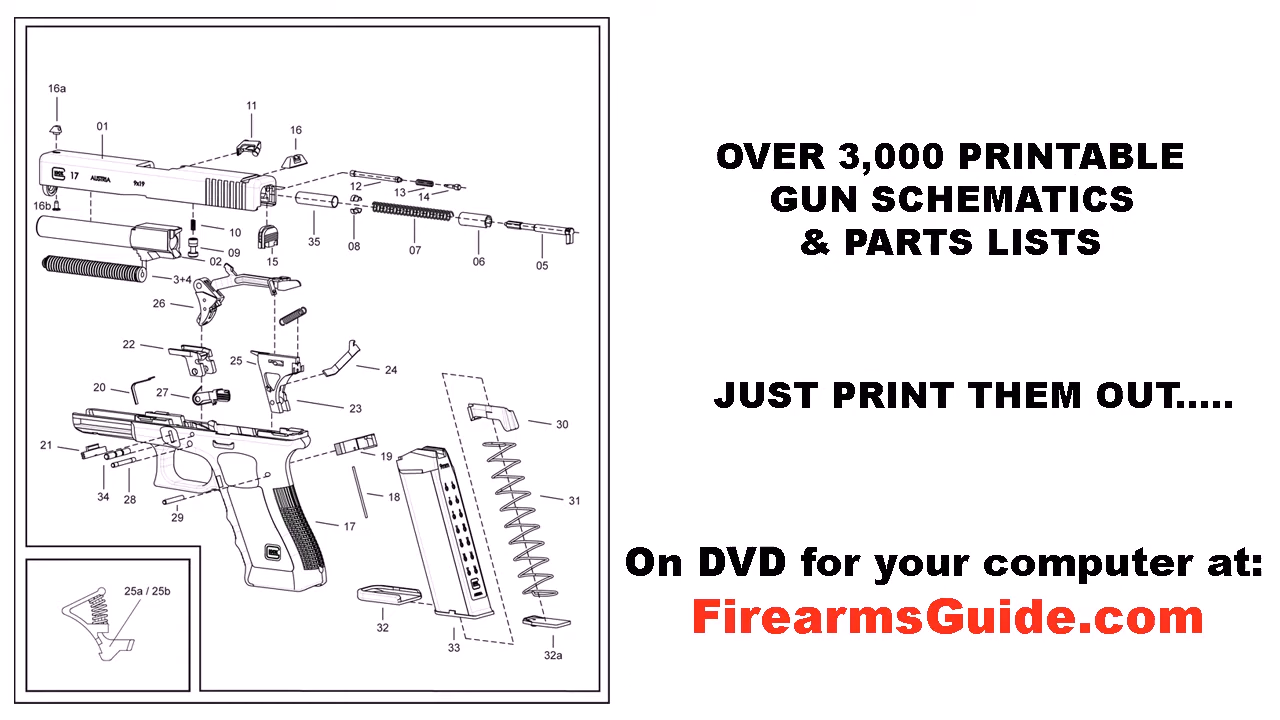 16a
11
16
01
17
AUSTRIA
9x19
12
13
14
16b
10
35
08
07
06
05
09
02
15
3+4
26
22
25
24
20
27
23
30
21
19
34
28
18
31
29
17
9mm
25a / 25b
32
33
32a
OVER 3,000 PRINTABLE
GUN SCHEMATICS
& PARTS LISTS
JUST PRINT THEM OUT.....
On DVD for your computer at:
FirearmsGuide.com